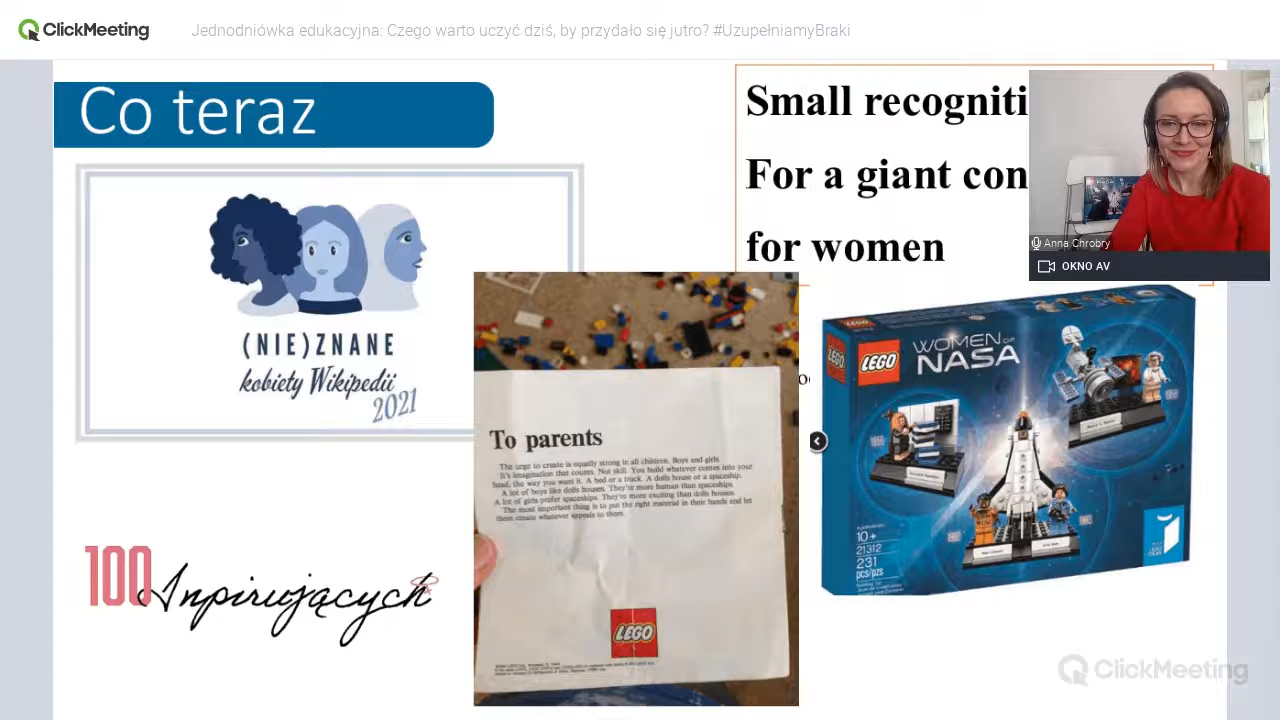 ClickMeeting
Jednodniówka edukacyjna: Czego warto uczyć dziś, by przydało się jutro? #UzupełniamyBraki
Co teraz
(NIE)ZNANE
kobiety Wikipedii
2021
100
Inpirujących
Small recogniti
For a giant con
for women
NASA
Anna Chrobry
OKNO AV
To parents
The urge to create is equally strong in all children. Boys and girls.
It's imagination that counts. Not skill. You build whatever comes into your
head, the way you want it. A bed or a truck. A dolls house or a spaceship.
A lot of boys like dolls houses. They're more human than spaceships.
A lot of girls prefer spaceships. They're more exciting than dolls houses.
The most important thing is to put the right material in their hands and let
them create whatever appeals to them.
LEGO
LEGO
LEGO
LEGO
WOMEN OF
NASA
10+
21312
231
pcs/pzs
ClickMeeting